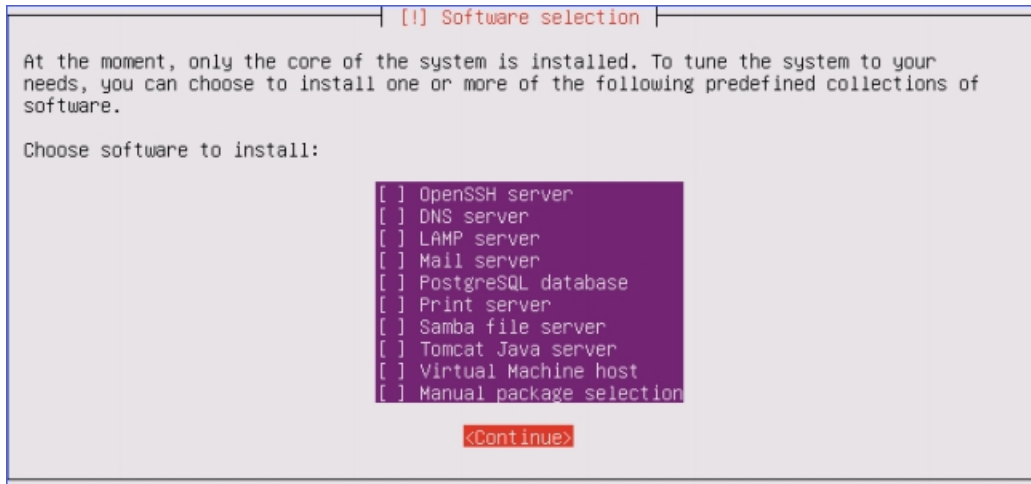 [!] Software selection
At the moment, only the core of the system is installed. To tune the system to your
needs, you can choose to install one or more of the following predefined collections of
software.
Choose software to install:
[ ] OpenSSH server
[ ] DNS server
[ ] LAMP server
[ ] Mail server
[ ] PostgreSQL database
[ ] Print server
[ ] Samba file server
[ ] Tomcat Java server
[ ] Virtual Machine host
[ ] Manual package selection
<Continue>